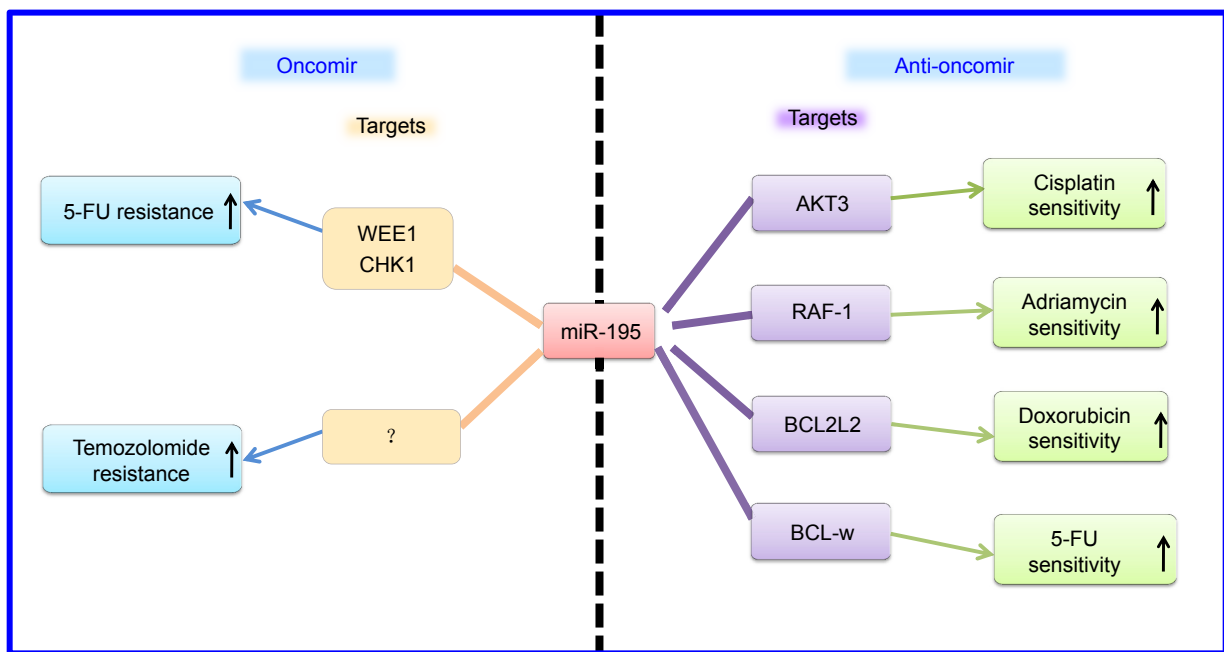 Oncomir
Targets
5-FU resistance
WEE1
CHK1
?
Temozolomide
resistance
miR-195
Anti-oncomir
Targets
AKT3
Cisplatin
sensitivity
RAF-1
Adriamycin
sensitivity
BCL2L2
Doxorubicin
sensitivity
BCL-w
5-FU
sensitivity